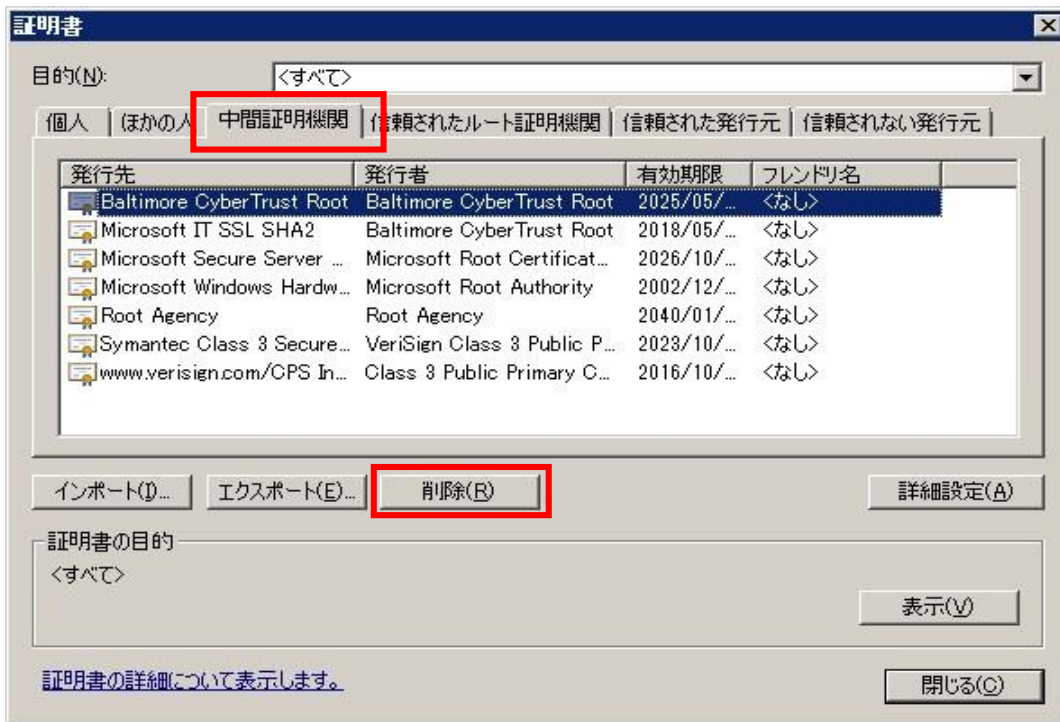 証明書
目的(N): <すべて>
個人 ほかの人 中間証明機関 信頼されたルート証明機関 信頼された発行元 信頼されない発行元
発行先 発行者 有効期限 フレンドリ名
Baltimore CyberTrust Root Baltimore CyberTrust Root 2025/05/... <なし>
Microsoft IT SSL SHA2 Baltimore CyberTrust Root 2018/05/... <なし>
Microsoft Secure Server ... Microsoft Root Certificat... 2026/10/... <なし>
Microsoft Windows Hardw... Microsoft Root Authority 2002/12/... <なし>
Root Agency Root Agency 2040/01/... <なし>
Symantec Class 3 Secure... VeriSign Class 3 Public P... 2023/10/... <なし>
www.verisign.com/CPS In... Class 3 Public Primary C... 2016/10/... <なし>
インポート(I)... エクスポート(E)... 削除(R) 詳細設定(A)
証明書の目的
<すべて>
表示(V)
証明書の詳細について表示します。
閉じる(C)